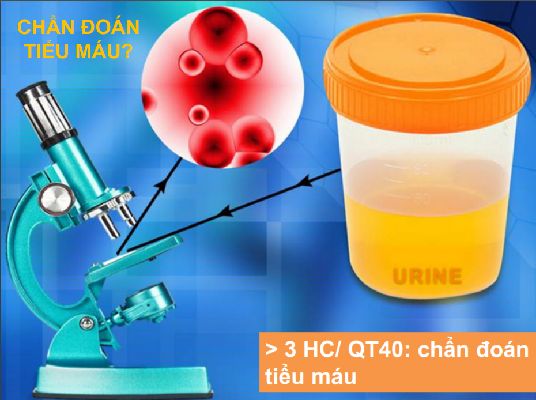 CHẨN ĐOÁN
TIỂU MÁU?
URINE
> 3 HC/ QT40: chẩn đoán
tiểu máu